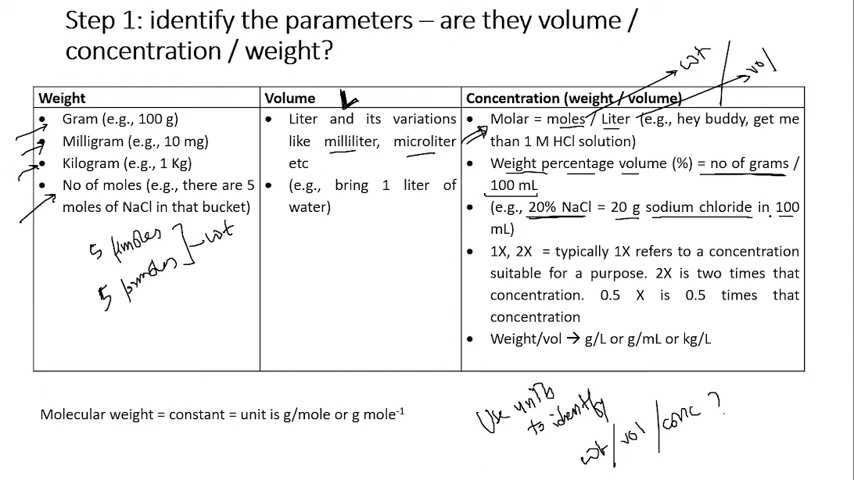 Step 1: identify the parameters – are they volume /
concentration / weight?
wt / vol
Weight
• Gram (e.g., 100 g)
• Milligram (e.g., 10 mg)
• Kilogram (e.g., 1 Kg)
• No of moles (e.g., there are 5
moles of NaCl in that bucket)
5 µmoles
5 pmoles
wt
Volume
• Liter and its variations
like milliliter, microliter
etc
• (e.g., bring 1 liter of
water)
Concentration (weight / volume)
• Molar = moles / Liter (e.g., hey buddy, get me
than 1 M HCl solution)
• Weight percentage volume (%) = no of grams /
100 mL
• (e.g., 20% NaCl = 20 g sodium chloride in 100
mL)
• 1X, 2X = typically 1X refers to a concentration
suitable for a purpose. 2X is two times that
concentration. 0.5 X is 0.5 times that
concentration
• Weight/vol → g/L or g/mL or kg/L
Molecular weight = constant = unit is g/mole or g mole⁻¹
Use units
to identify
wt / vol / conc ?